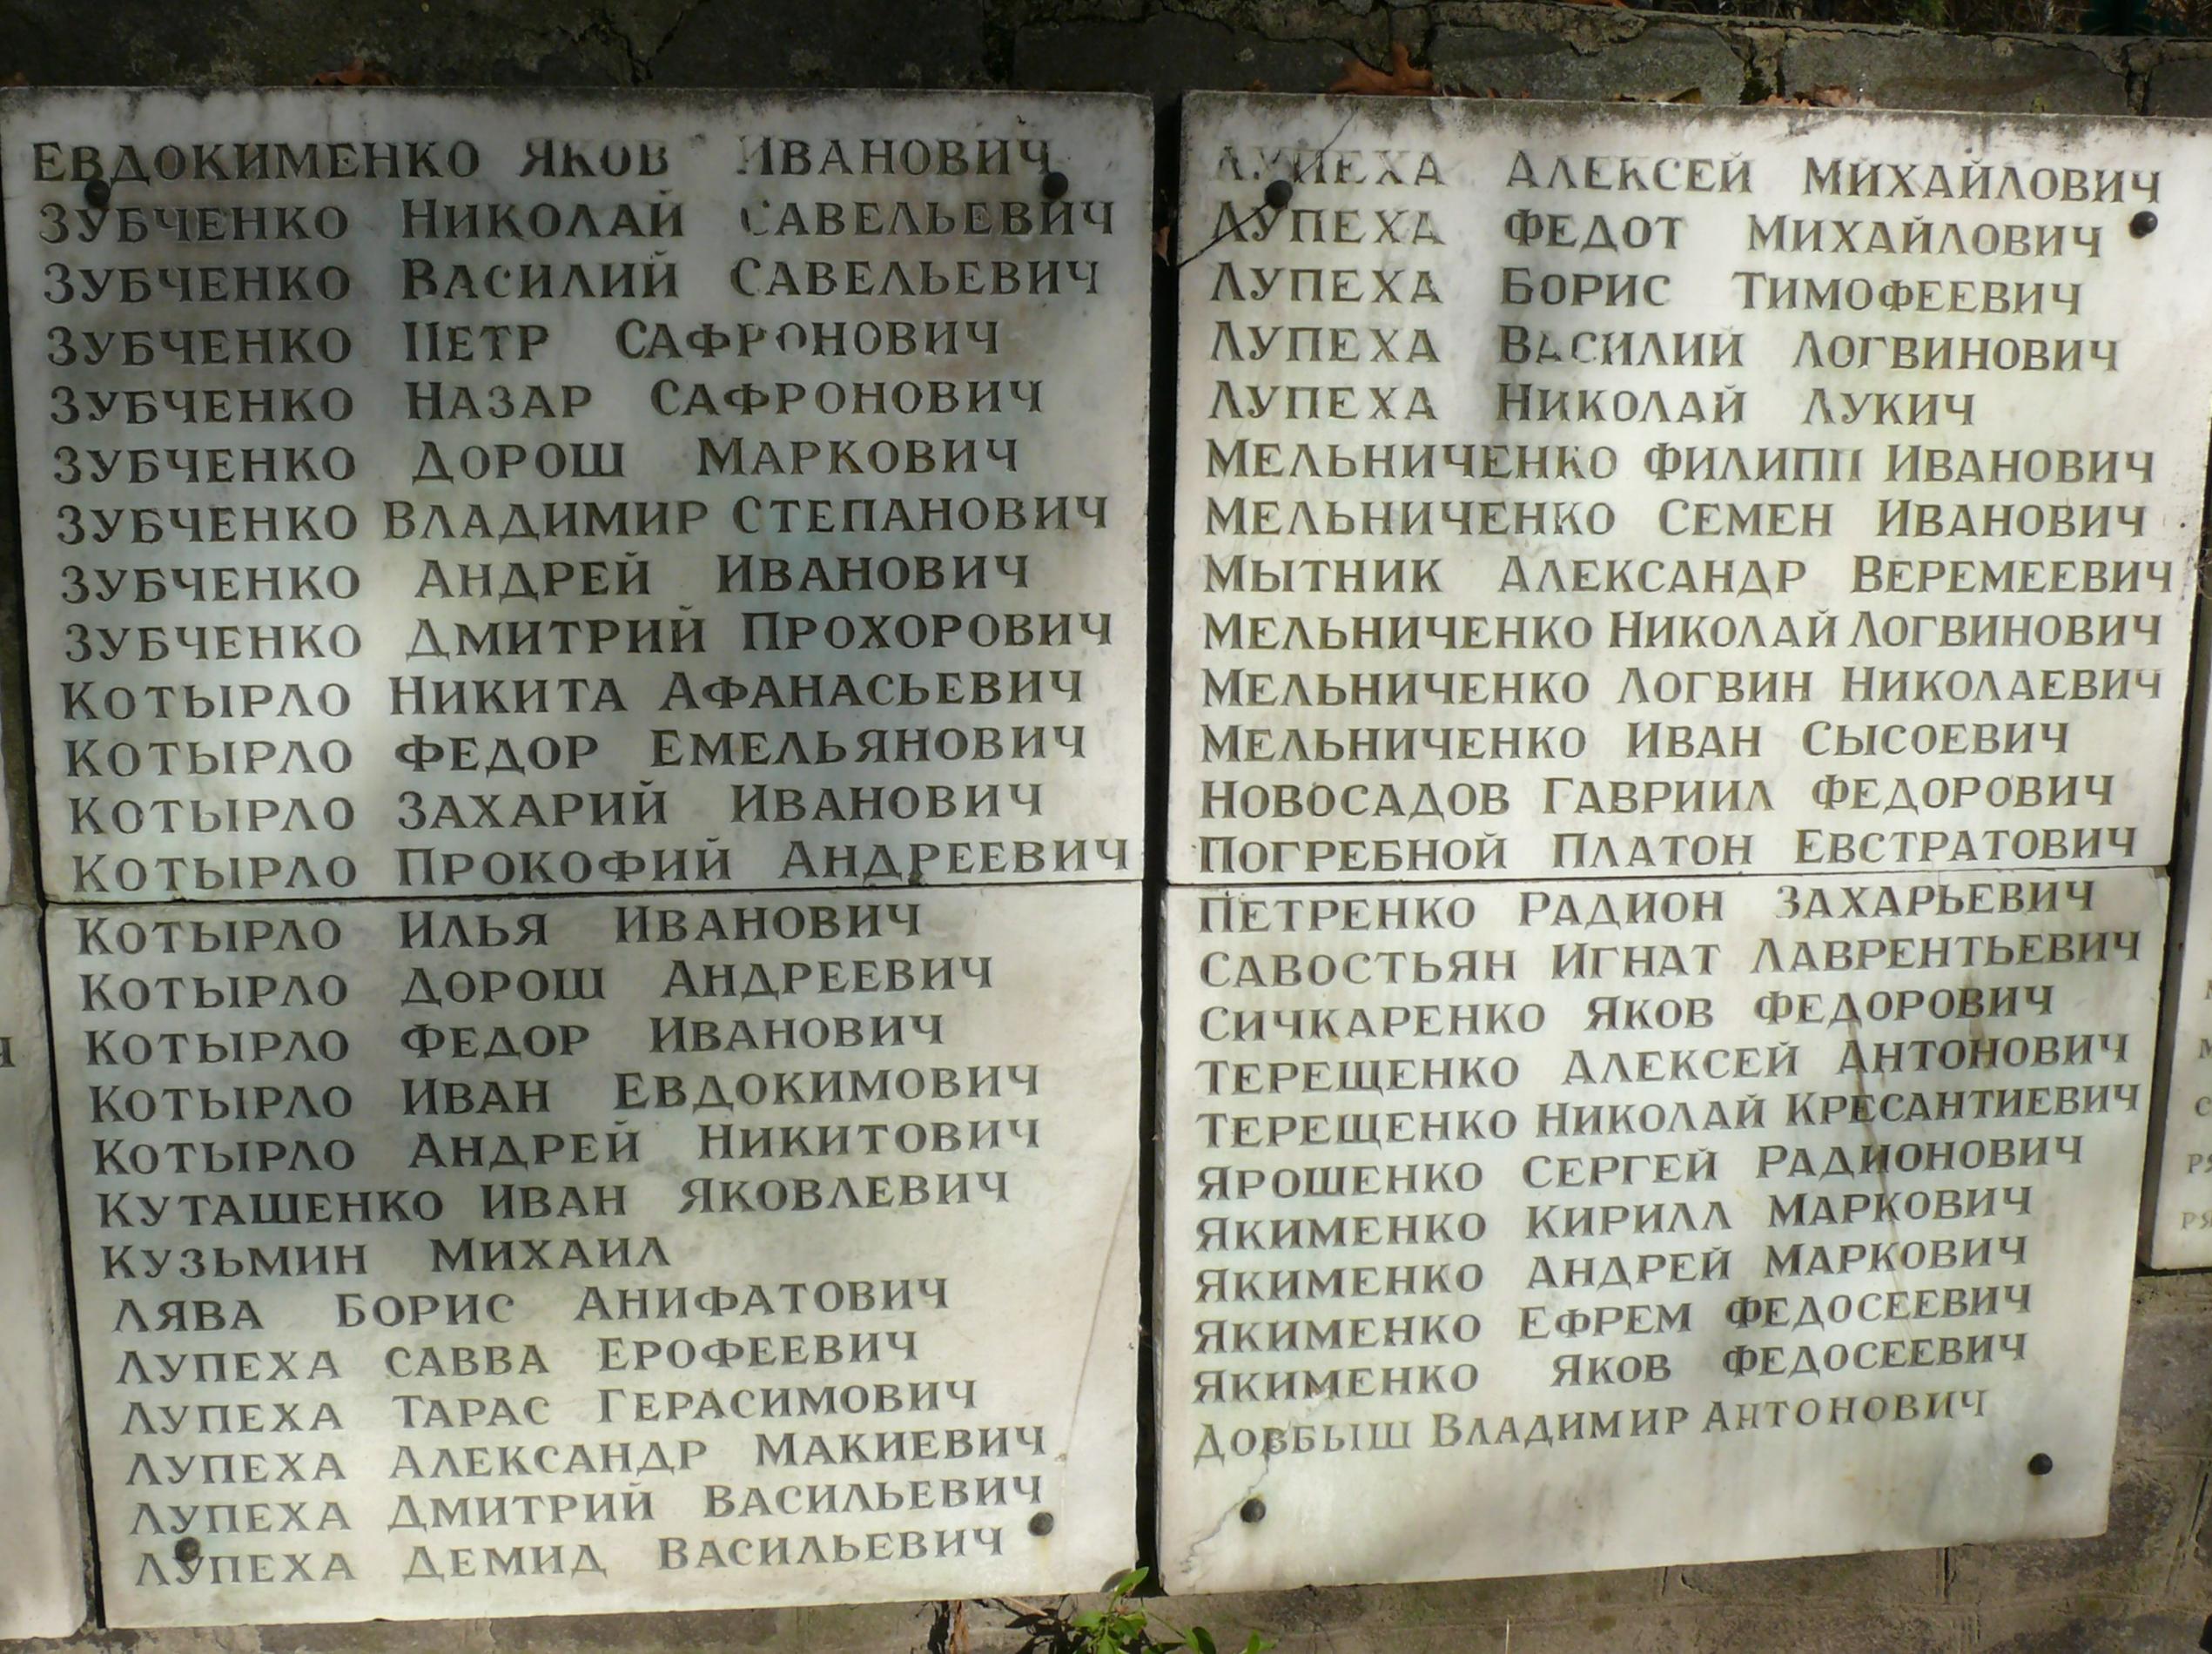 ЕВДОКИМЕНКО ЯКОВ ИВАНОВИЧ
ЗУБЧЕНКО НИКОЛАЙ САВЕЛЬЕВИЧ
ЗУБЧЕНКО ВАСИЛИЙ САВЕЛЬЕВИЧ
ЗУБЧЕНКО ПЕТР САФРОНОВИЧ
ЗУБЧЕНКО НАЗАР САФРОНОВИЧ
ЗУБЧЕНКО ДОРОШ МАРКОВИЧ
ЗУБЧЕНКО ВЛАДИМИР СТЕПАНОВИЧ
ЗУБЧЕНКО АНДРЕЙ ИВАНОВИЧ
ЗУБЧЕНКО ДМИТРИЙ ПРОХОРОВИЧ
КОТЫРЛО НИКИТА АФАНАСЬЕВИЧ
КОТЫРЛО ФЕДОР ЕМЕЛЬЯНОВИЧ
КОТЫРЛО ЗАХАРИЙ ИВАНОВИЧ
КОТЫРЛО ПРОКОФИЙ АНДРЕЕВИЧ
КОТЫРЛО ИЛЬЯ ИВАНОВИЧ
КОТЫРЛО ДОРОШ АНДРЕЕВИЧ
КОТЫРЛО ФЕДОР ИВАНОВИЧ
КОТЫРЛО ИВАН ЕВДОКИМОВИЧ
КОТЫРЛО АНДРЕЙ НИКИТОВИЧ
КУТАШЕНКО ИВАН ЯКОВЛЕВИЧ
КУЗЬМИН МИХАИЛ
ЛЯВА БОРИС АНИФАТОВИЧ
ЛУПЕХА САВВА ЕРОФЕЕВИЧ
ЛУПЕХА ТАРАС ГЕРАСИМОВИЧ
ЛУПЕХА АЛЕКСАНДР МАКИЕВИЧ
ЛУПЕХА ДМИТРИЙ ВАСИЛЬЕВИЧ
ЛУПЕХА ДЕМИД ВАСИЛЬЕВИЧ
ЛУПЕХА АЛЕКСЕЙ МИХАЙЛОВИЧ
ЛУПЕХА ФЕДОТ МИХАЙЛОВИЧ
ЛУПЕХА БОРИС ТИМОФЕЕВИЧ
ЛУПЕХА ВАСИЛИЙ ЛОГВИНОВИЧ
ЛУПЕХА НИКОЛАЙ ЛУКИЧ
МЕЛЬНИЧЕНКО ФИЛИПП ИВАНОВИЧ
МЕЛЬНИЧЕНКО СЕМЕН ИВАНОВИЧ
МЫТНИК АЛЕКСАНДР ВЕРЕМЕЕВИЧ
МЕЛЬНИЧЕНКО НИКОЛАЙ ЛОГВИНОВИЧ
МЕЛЬНИЧЕНКО ЛОГВИН НИКОЛАЕВИЧ
МЕЛЬНИЧЕНКО ИВАН СЫСОЕВИЧ
НОВОСАДОВ ГАВРИИЛ ФЕДОРОВИЧ
ПОГРЕБНОЙ ПЛАТОН ЕВСТРАТОВИЧ
ПЕТРЕНКО РАДИОН ЗАХАРЬЕВИЧ
САВОСТЬЯН ИГНАТ ЛАВРЕНТЬЕВИЧ
СИЧКАРЕНКО ЯКОВ ФЕДОРОВИЧ
ТЕРЕЩЕНКО АЛЕКСЕЙ АНТОНОВИЧ
ТЕРЕЩЕНКО НИКОЛАЙ КРЕСАНТИЕВИЧ
ЯРОШЕНКО СЕРГЕЙ РАДИОНОВИЧ
ЯКИМЕНКО КИРИЛЛ МАРКОВИЧ
ЯКИМЕНКО АНДРЕЙ МАРКОВИЧ
ЯКИМЕНКО ЕФРЕМ ФЕДОСЕЕВИЧ
ЯКИМЕНКО ЯКОВ ФЕДОСЕЕВИЧ
ДОВБЫШ ВЛАДИМИР АНТОНОВИЧ